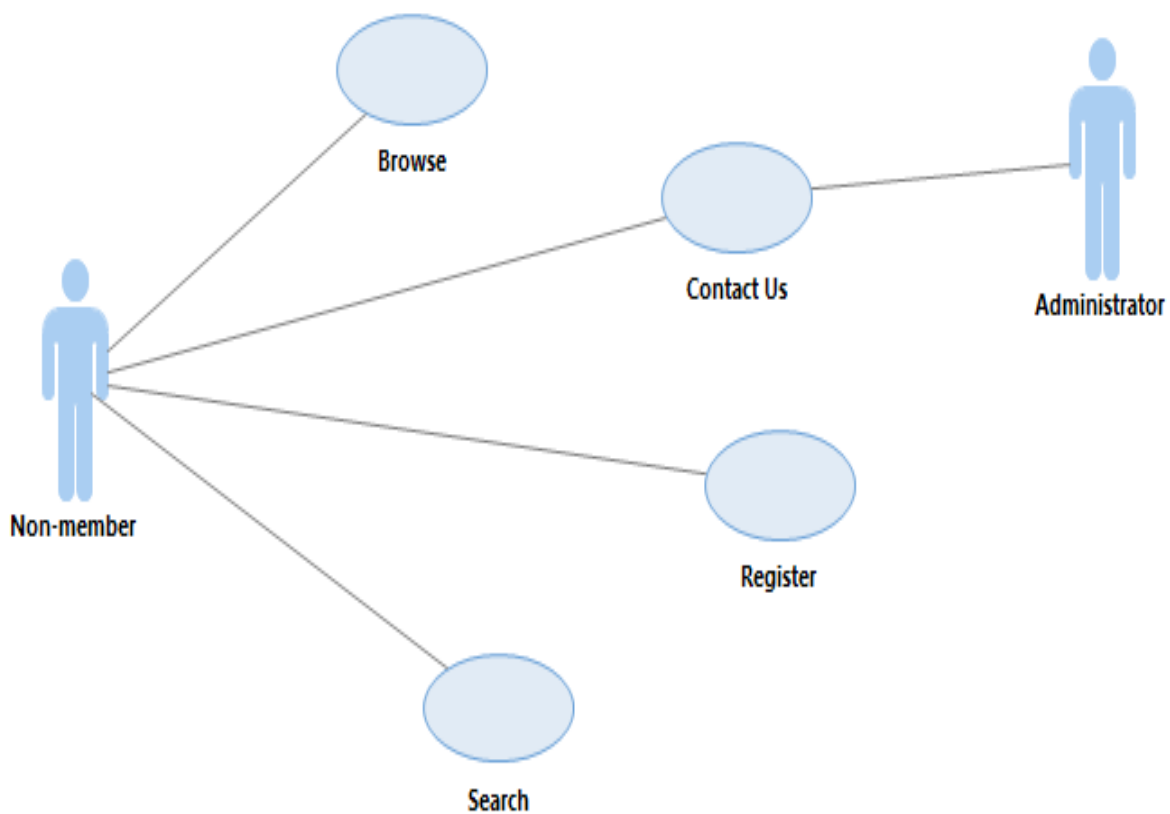 Browse
Contact Us
Administrator
Non-member
Register
Search